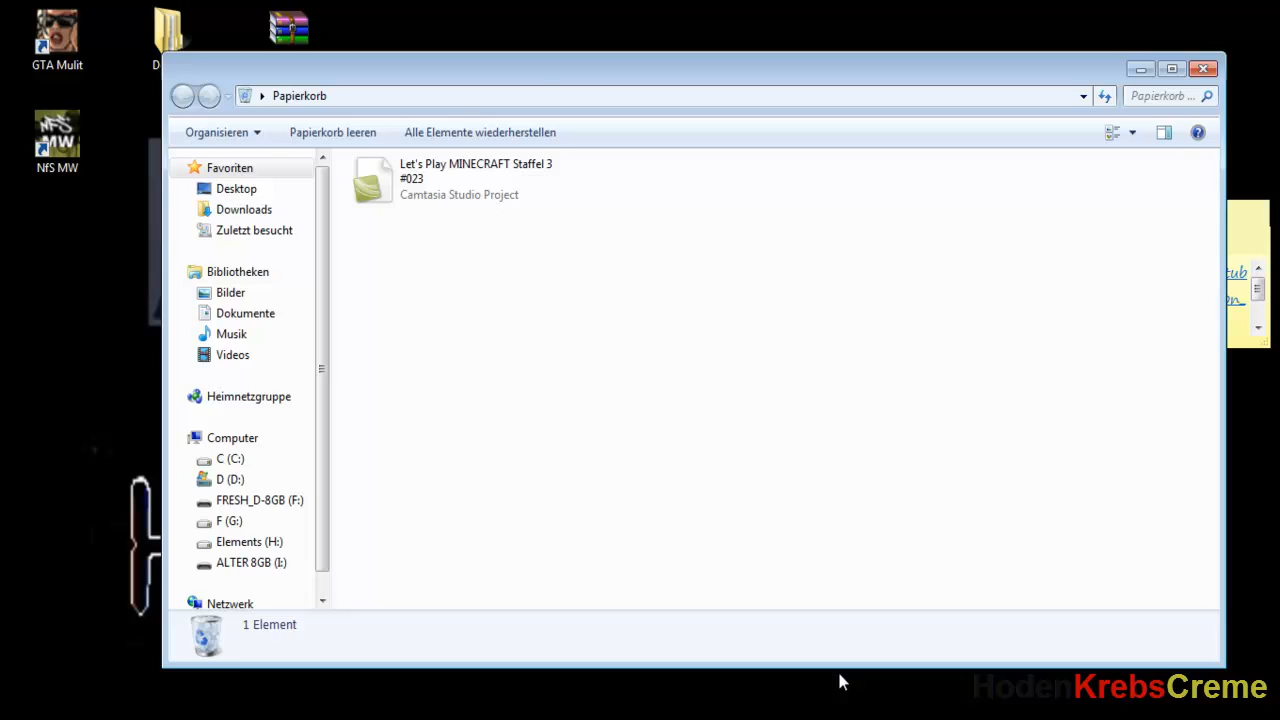 GTA Mulit
D
NfS MW
Papierkorb
Papierkorb ...
Organisieren
Papierkorb leeren
Alle Elemente wiederherstellen
Favoriten
Desktop
Downloads
Zuletzt besucht
Bibliotheken
Bilder
Dokumente
Musik
Videos
Heimnetzgruppe
Computer
C (C:)
D (D:)
FRESH_D-8GB (F:)
F (G:)
Elements (H:)
ALTER 8GB (I:)
Netzwerk
Let's Play MINECRAFT Staffel 3
#023
Camtasia Studio Project
tub
on_
1 Element
HodenKrebsCreme